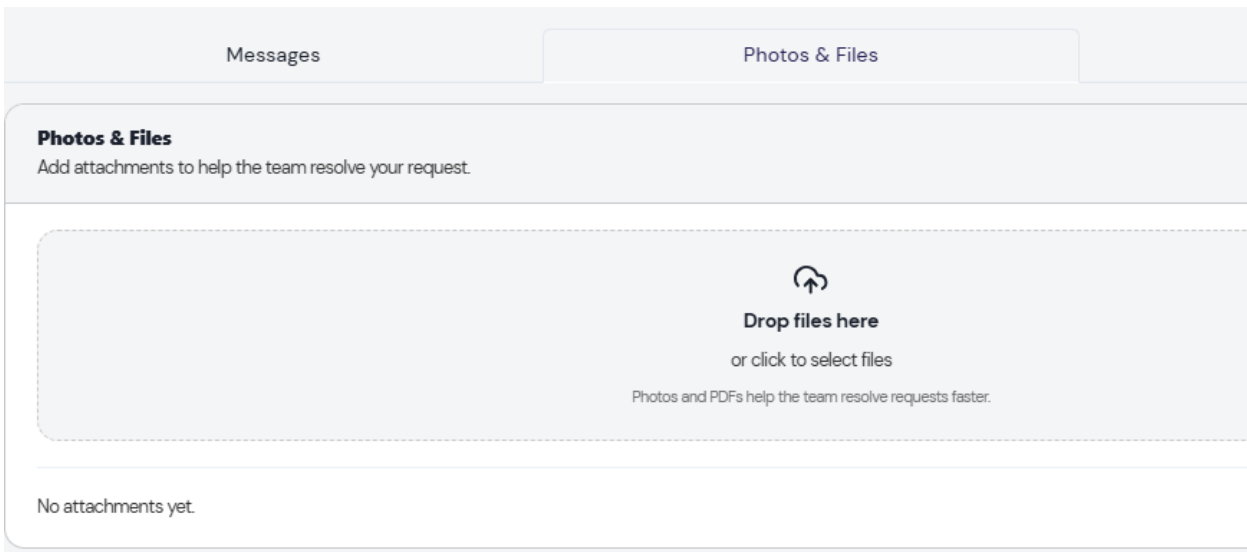 Messages
Photos & Files
Photos & Files
Add attachments to help the team resolve your request.
Drop files here
or click to select files
Photos and PDFs help the team resolve requests faster.
No attachments yet.